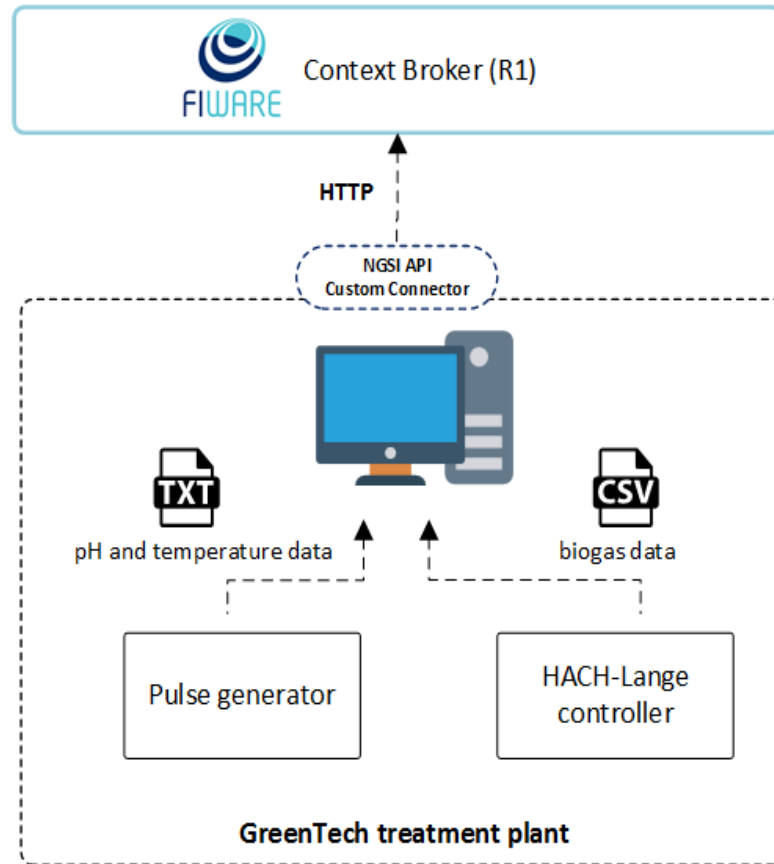 FIWARE
Context Broker (R1)
HTTP
NGSI API
Custom Connector
TXT
CSV
pH and temperature data
biogas data
Pulse generator
HACH-Lange
controller
GreenTech treatment plant